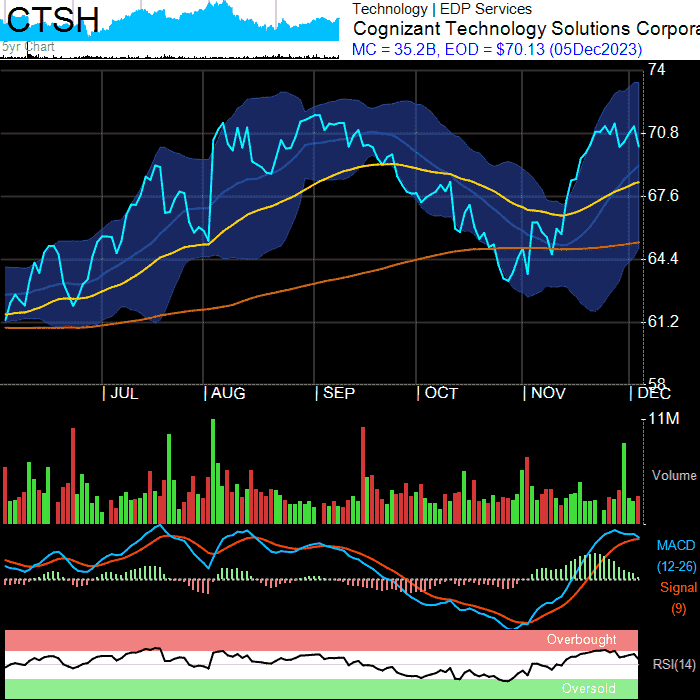 CTSH
5yr Chart
Technology | EDP Services
Cognizant Technology Solutions Corpora
MC = 35.2B, EOD = $70.13 (05Dec2023)
74
70.8
67.6
64.4
61.2
58
| JUL | AUG | SEP | OCT | NOV | DEC
11M
Volume
MACD
(12-26)
Signal
(9)
Overbought
RSI(14)
Oversold